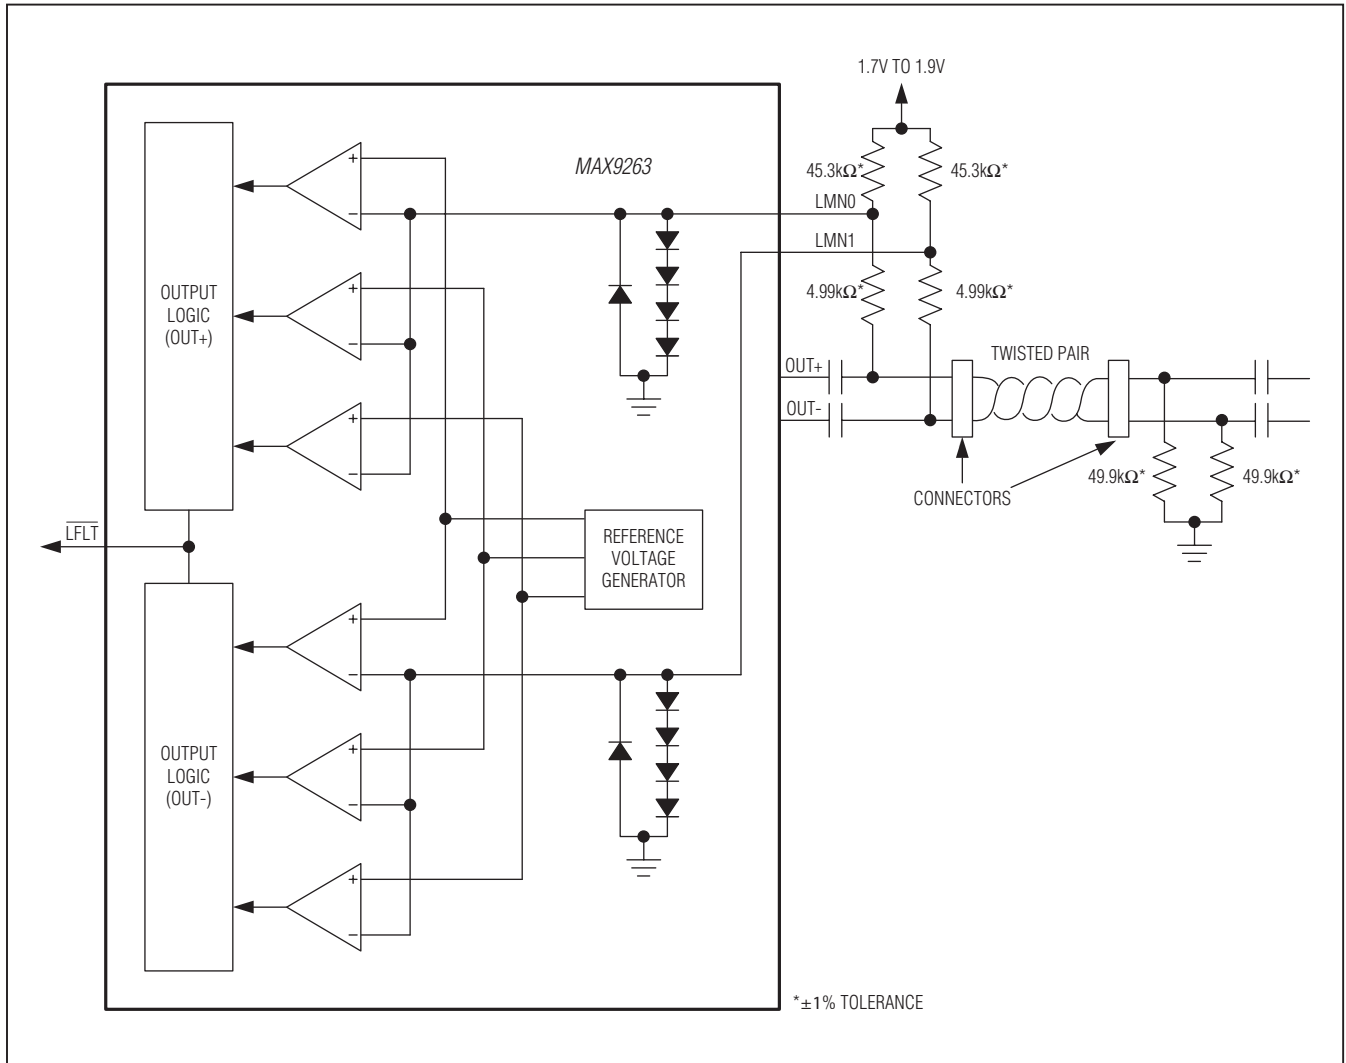 1.7V TO 1.9V
MAX9263
45.3kΩ*
45.3kΩ*
LMN0
LMN1
OUTPUT
LOGIC
(OUT+)
4.99kΩ*
4.99kΩ*
TWISTED PAIR
OUT+
OUT-
49.9kΩ*
49.9kΩ*
CONNECTORS
LFLT
REFERENCE
VOLTAGE
GENERATOR
OUTPUT
LOGIC
(OUT-)
*±1% TOLERANCE
+
−
+
−
+
−
+
−
+
−
+
−